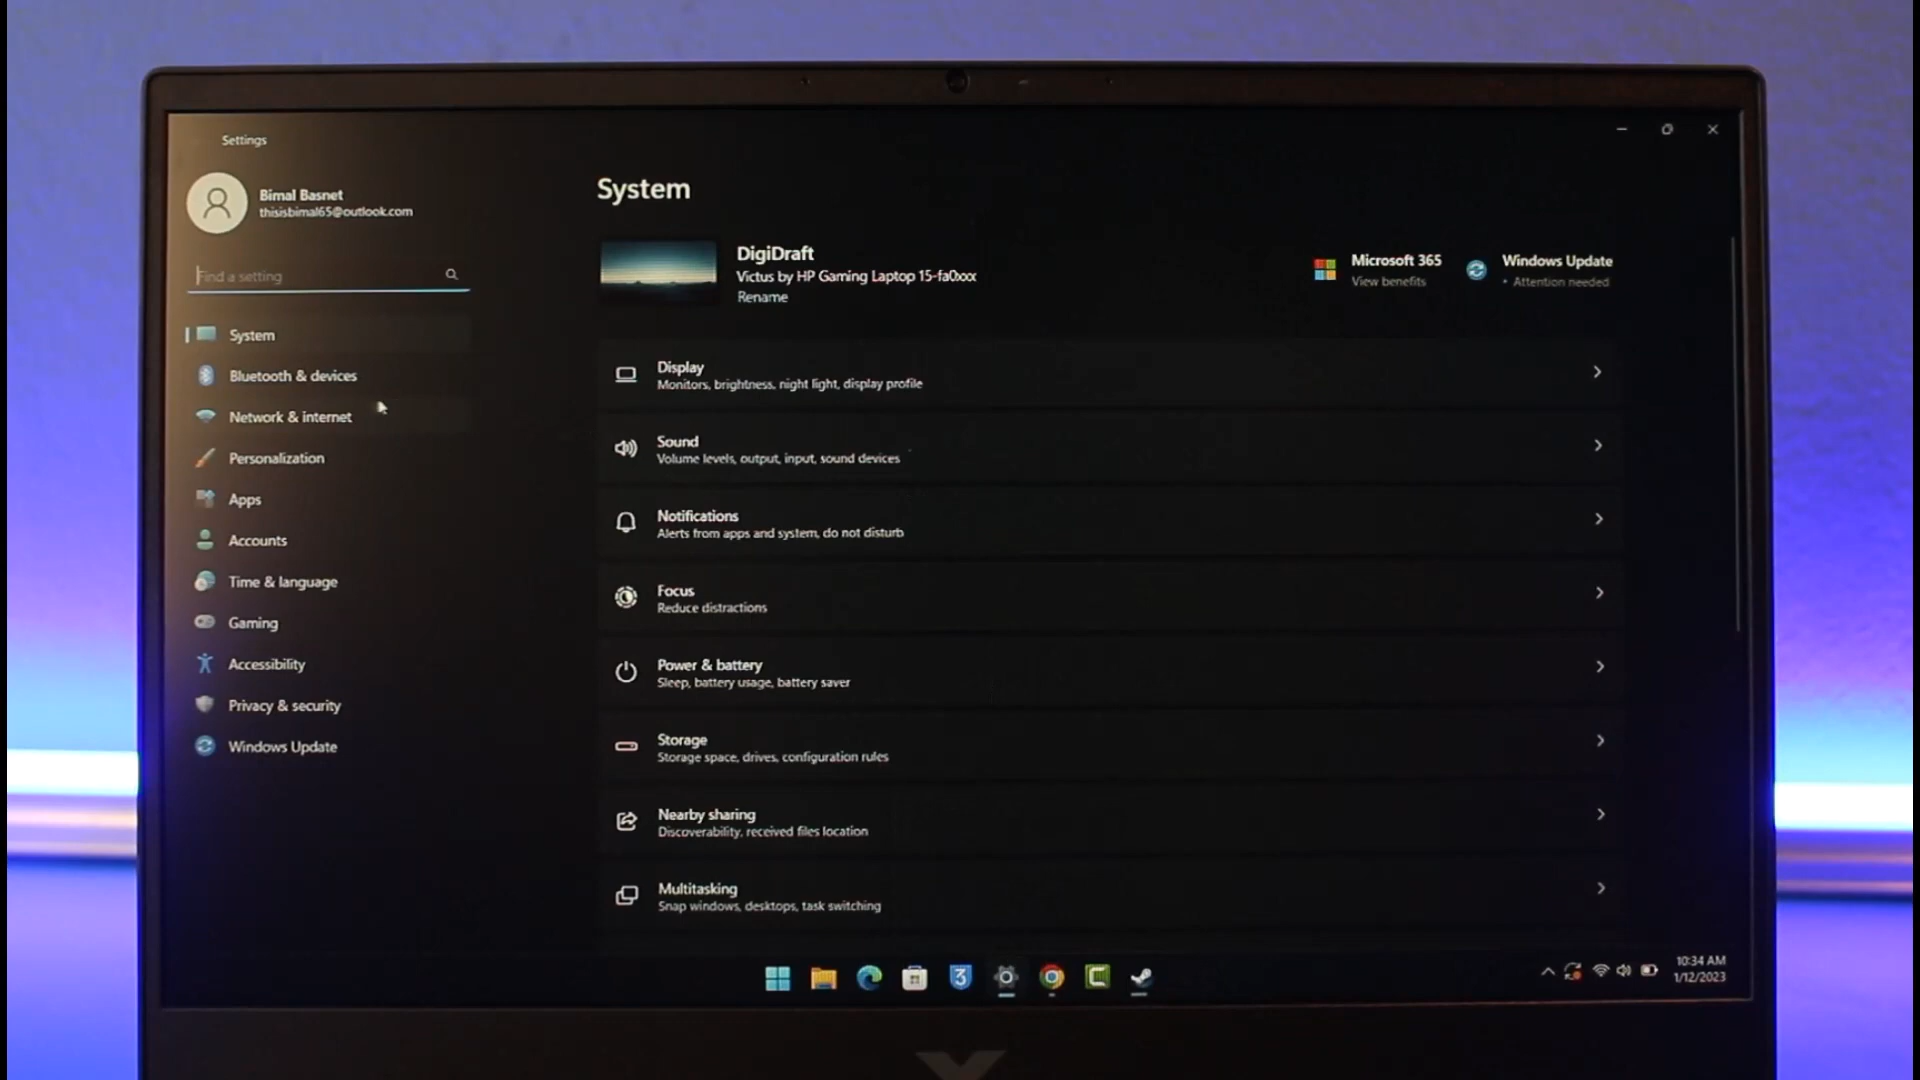 Settings
Bimal Basnet
thisisbimal65@outlook.com
Find a setting
System
Bluetooth & devices
Network & internet
Personalization
Apps
Accounts
Time & language
Gaming
Accessibility
Privacy & security
Windows Update
System
DigiDraft
Victus by HP Gaming Laptop 15-fa0xxx
Rename
Microsoft 365
View benefits
Windows Update
• Attention needed
Display
Monitors, brightness, night light, display profile
Sound
Volume levels, output, input, sound devices
Notifications
Alerts from apps and system, do not disturb
Focus
Reduce distractions
Power & battery
Sleep, battery usage, battery saver
Storage
Storage space, drives, configuration rules
Nearby sharing
Discoverability, received files location
Multitasking
Snap windows, desktops, task switching
3
10:34 AM
1/12/2023